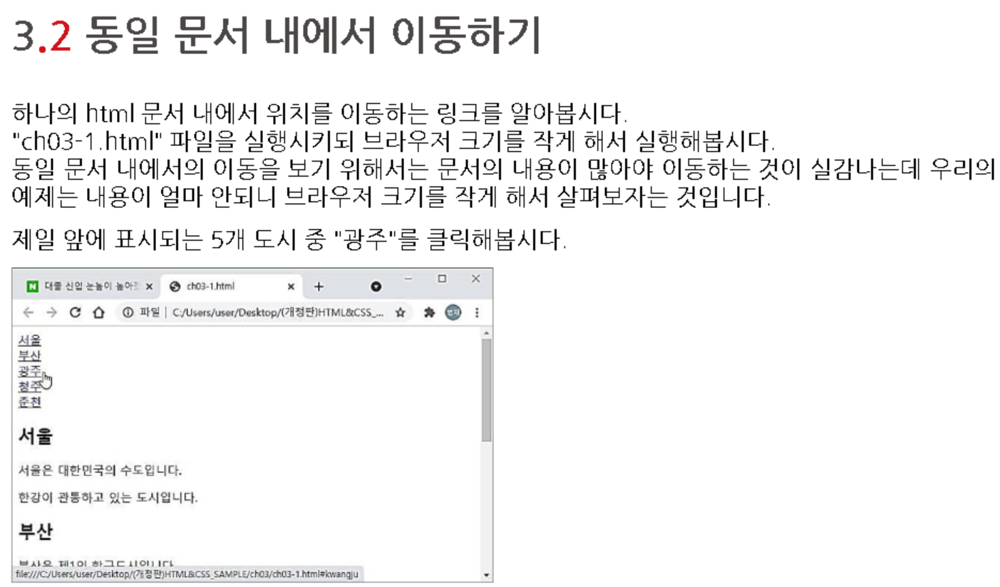 3.2 동일 문서 내에서 이동하기
하나의 html 문서 내에서 위치를 이동하는 링크를 알아봅시다.
"ch03-1.html" 파일을 실행시키되 브라우저 크기를 작게 해서 실행해봅시다.
동일 문서 내에서의 이동을 보기 위해서는 문서의 내용이 많아야 이동하는 것이 실감나는데 우리의
예제는 내용이 얼마 안되니 브라우저 크기를 작게 해서 살펴보자는 것입니다.
제일 앞에 표시되는 5개 도시 중 "광주"를 클릭해봅시다.
N 대졸 신입 눈높이 높아 ch03-1.html
파일 | C:/Users/user/Desktop/(개정판)HTML&CSS_...
서울
부산
광주
청주
춘천
서울
서울은 대한민국의 수도입니다.
한강이 관통하고 있는 도시입니다.
부산
부산은 제1의 항구도시입니다
file:///C:/Users/user/Desktop/(개정판)HTML&CSS_SAMPLE/ch03/ch03-1.html#kwangju